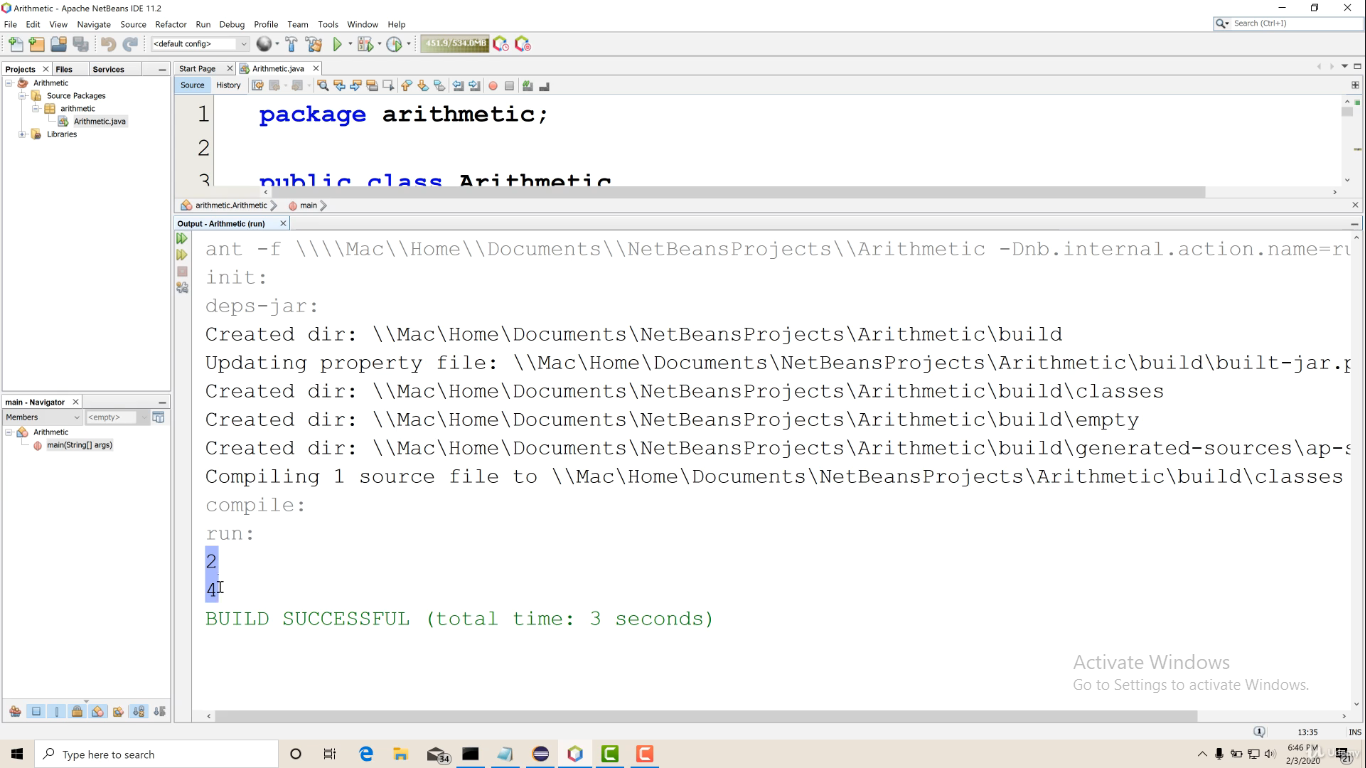 Arithmetic - Apache NetBeans IDE 11.2
File Edit View Navigate Source Refactor Run Debug Profile Team Tools Window Help
Search (Ctrl+I)
<default config>
451.9/534.0MB
Projects Files Services
Arithmetic
Source Packages
arithmetic
Arithmetic.java
Libraries
Start Page Arithmetic.java
Source History
1 package arithmetic;
2
3 public class Arithmetic
arithmetic.Arithmetic main
Output - Arithmetic (run)
ant -f \\\\Mac\\Home\\Documents\\NetBeansProjects\\Arithmetic -Dnb.internal.action.name=ru
init:
deps-jar:
Created dir: \\Mac\Home\Documents\NetBeansProjects\Arithmetic\build
Updating property file: \\Mac\Home\Documents\NetBeansProjects\Arithmetic\build\built-jar.p
Created dir: \\Mac\Home\Documents\NetBeansProjects\Arithmetic\build\classes
Created dir: \\Mac\Home\Documents\NetBeansProjects\Arithmetic\build\empty
Created dir: \\Mac\Home\Documents\NetBeansProjects\Arithmetic\build\generated-sources\ap-s
Compiling 1 source file to \\Mac\Home\Documents\NetBeansProjects\Arithmetic\build\classes
compile:
run:
2
4
BUILD SUCCESSFUL (total time: 3 seconds)
main - Navigator
Members <empty>
Arithmetic
main(String[] args)
Activate Windows
Go to Settings to activate Windows.
13:35 INS
Type here to search
34
6:46 PM
2/3/2020
21